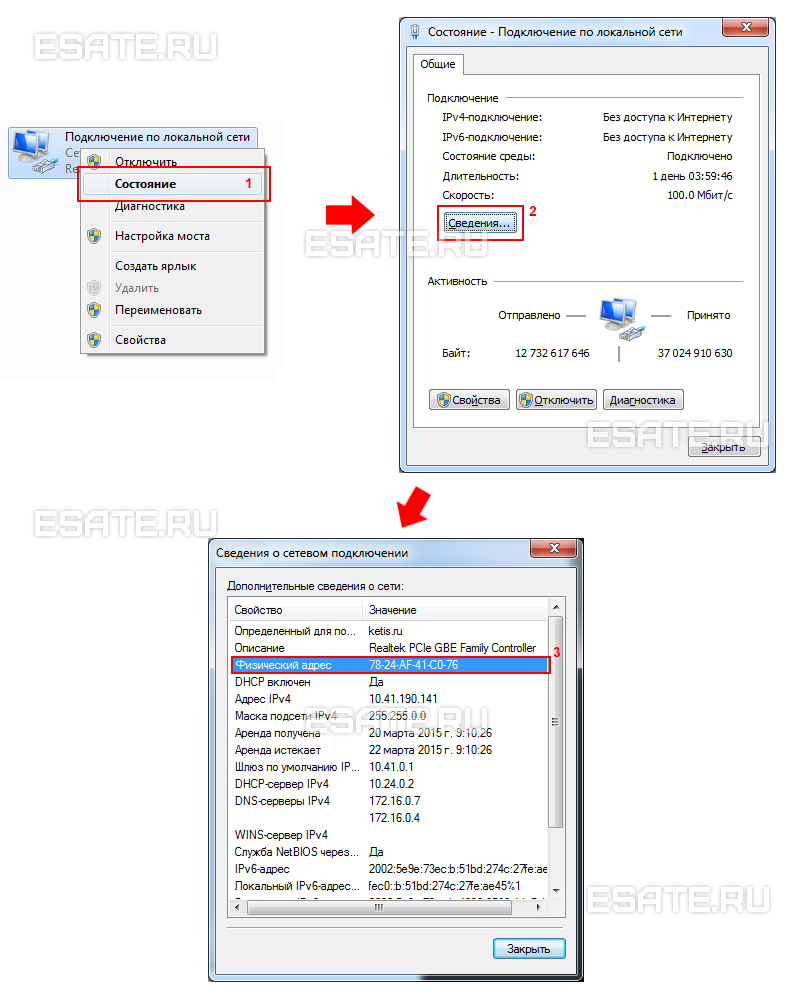 ESATE.RU
Подключение по локальной сети
Отключить
Состояние 1
Диагностика
Настройка моста
Создать ярлык
Удалить
Переименовать
Свойства
Состояние - Подключение по локальной сети
Общие
Подключение
IPv4-подключение: Без доступа к Интернету
IPv6-подключение: Без доступа к Интернету
Состояние среды: Подключено
Длительность: 1 день 03:59:46
Скорость: 100.0 Мбит/с
Сведения... 2
ESATE.RU
Активность
Отправлено — Принято
Байт: 12 732 617 646 | 37 024 910 630
Свойства Отключить Диагностика
ESATE.RU
Закрыть
ESATE.RU
Сведения о сетевом подключении
Дополнительные сведения о сети:
Свойство Значение
Определенный для по... ketis.ru
Описание Realtek PCIe GBE Family Controller
Физический адрес 78-24-AF-41-C0-76 3
DHCP включен Да
Адрес IPv4 10.41.190.141
Маска подсети IPv4 255.255.0.0
ESATE.RU
Аренда получена 20 марта 2015 г. 9:10:26
Аренда истекает 22 марта 2015 г. 9:10:26
Шлюз по умолчанию IP... 10.41.0.1
DHCP-сервер IPv4 10.24.0.2
DNS-серверы IPv4 172.16.0.7
172.16.0.4
WINS-сервер IPv4
Служба NetBIOS через... Да
IPv6-адрес 2002:5e9e:73ec:b:51bd:274c:27fe:ae
Локальный IPv6-адрес... fec0::b:51bd:274c:27fe:ae45%1
ESATE.RU
Закрыть